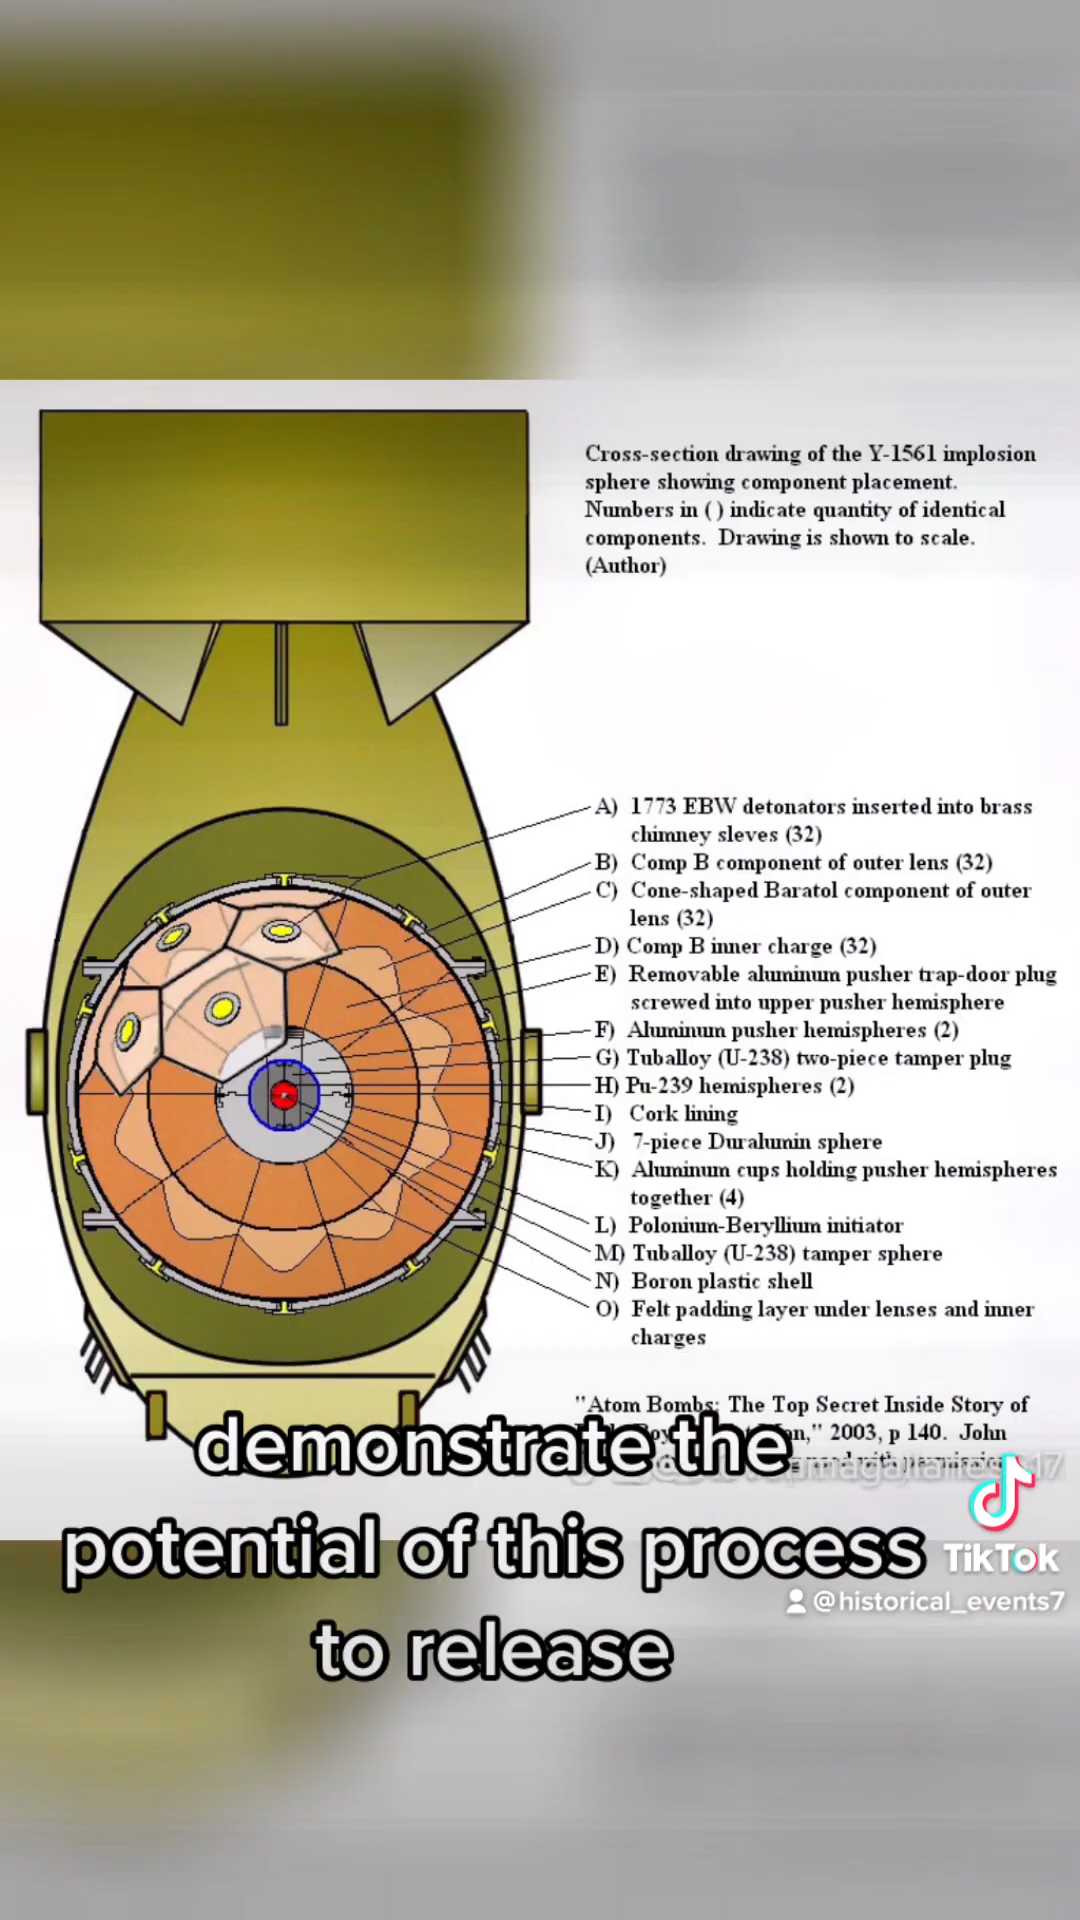 Cross-section drawing of the Y-1561 implosion
sphere showing component placement.
Numbers in ( ) indicate quantity of identical
components. Drawing is shown to scale.
(Author)
A) 1773 EBW detonators inserted into brass
chimney sleves (32)
B) Comp B component of outer lens (32)
C) Cone-shaped Baratol component of outer
lens (32)
D) Comp B inner charge (32)
E) Removable aluminum pusher trap-door plug
screwed into upper pusher hemisphere
F) Aluminum pusher hemispheres (2)
G) Tuballoy (U-238) two-piece tamper plug
H) Pu-239 hemispheres (2)
I) Cork lining
J) 7-piece Duralunin sphere
K) Aluminum cups holding pusher hemispheres
together (4)
L) Polonium-Beryllium initiator
M) Tuballoy (U-238) tamper sphere
N) Boron plastic shell
O) Felt padding layer under lenses and inner
charges
"Atom Bombs: The Top Secret Inside Story of
2003, p 140. John
demonstrate the
potential of this process
to release
TikTok
@historical_events7